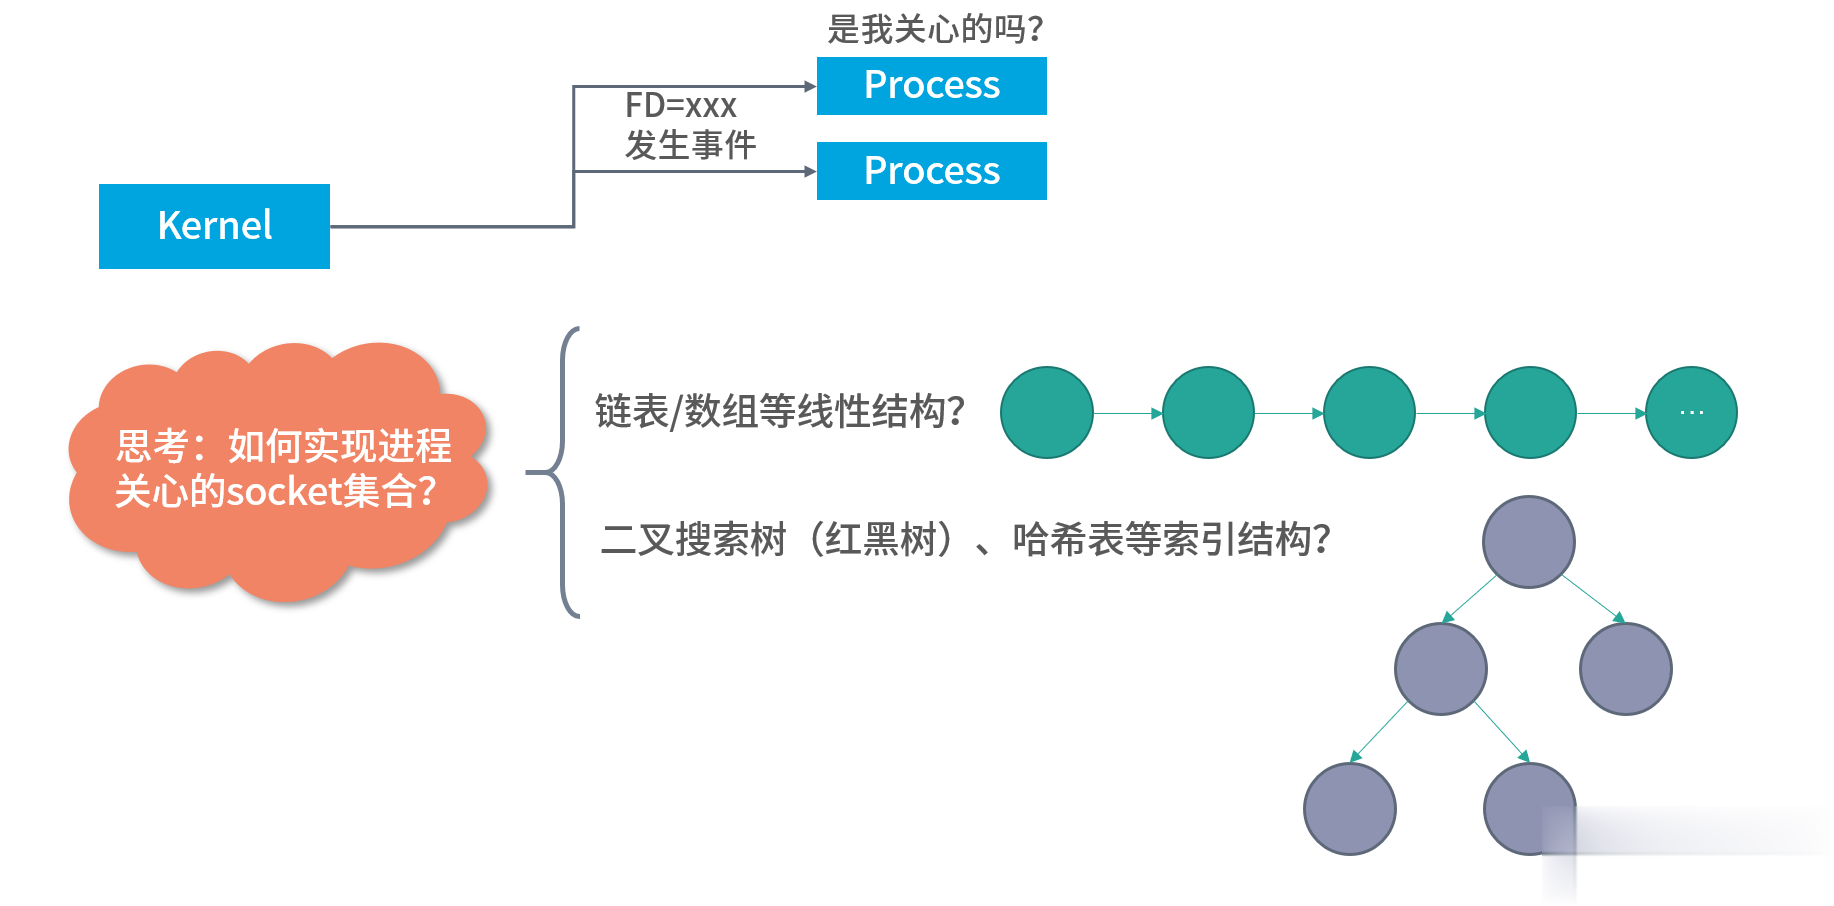 是我关心的吗?
Process
FD=xxx
发生事件
Process
Kernel
链表/数组等线性结构?
...
思考：如何实现进程
关心的socket集合?
二叉搜索树（红黑树）、哈希表等索引结构?